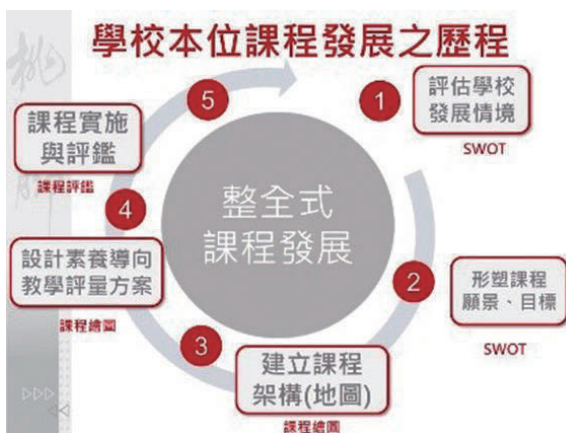 學校本位課程發展之歷程
1
評估學校
發展情境
SWOT
2
形塑課程
願景、目標
SWOT
3
建立課程
架構(地圖)
課程繪圖
4
設計素養導向
教學評量方案
課程繪圖
5
課程實施
與評鑑
課程評鑑
整全式
課程發展
桃